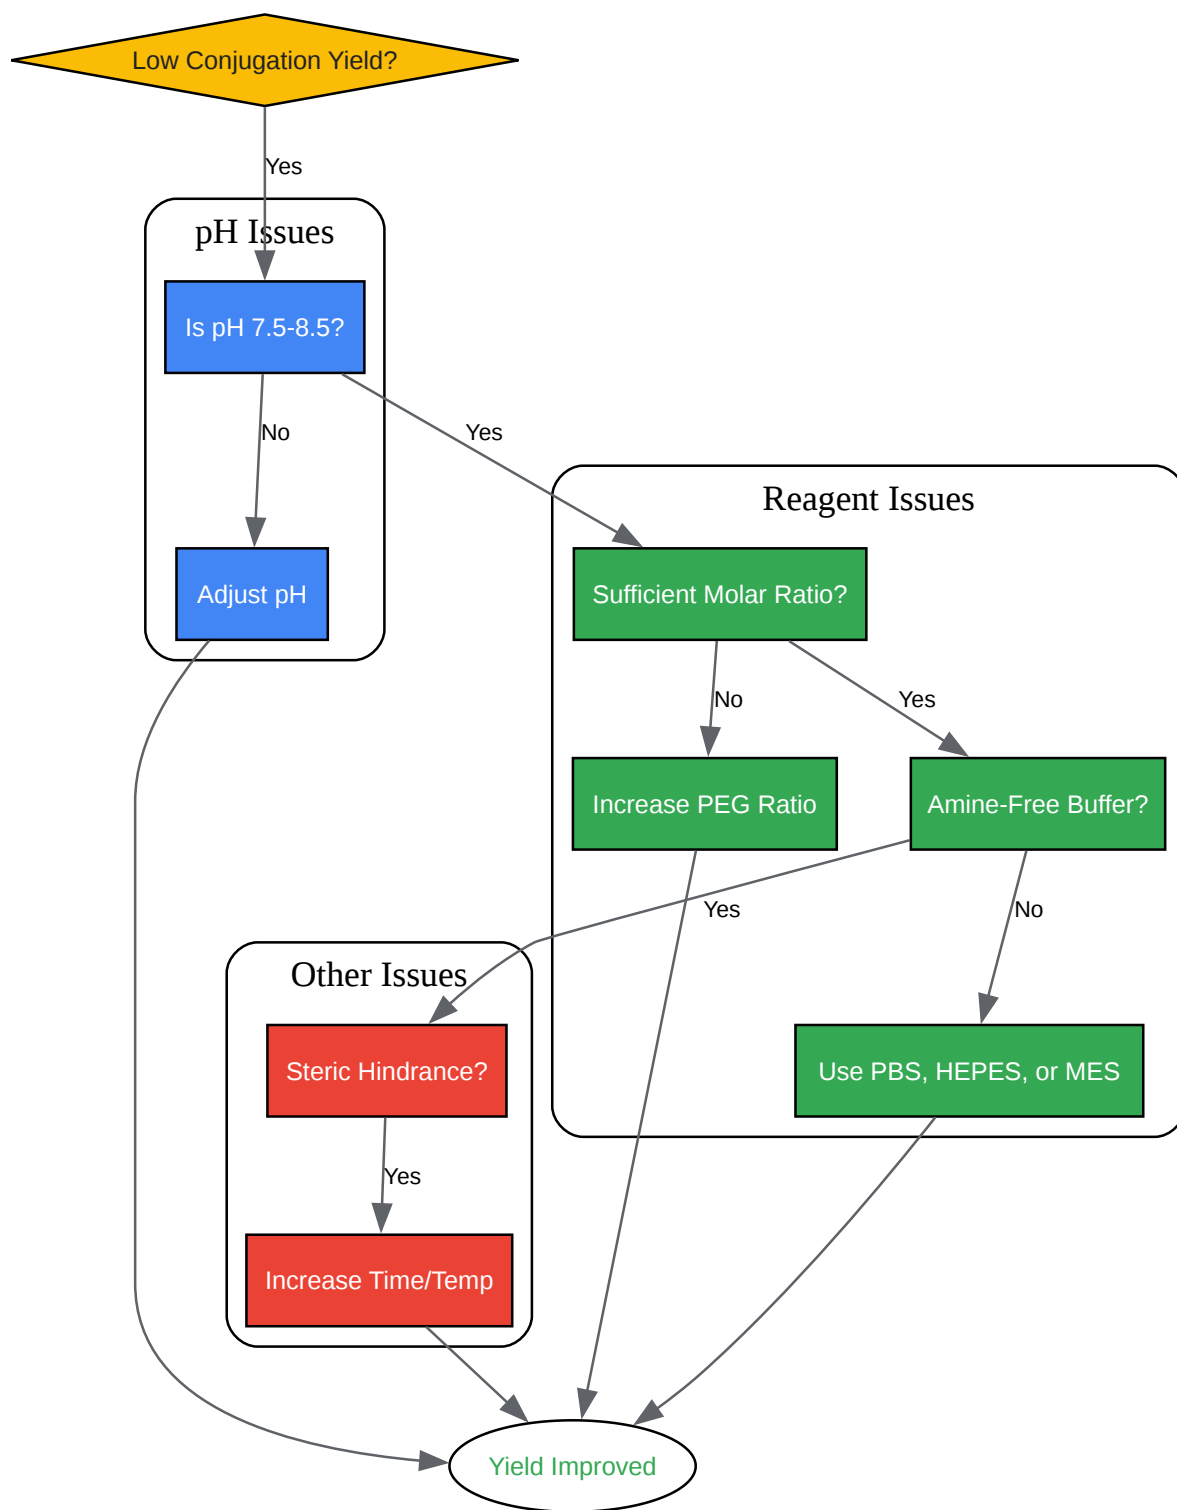 Low Conjugation Yield?
Yes
pH Issues
Is pH 7.5-8.5?
No
Yes
Adjust pH
Reagent Issues
Sufficient Molar Ratio?
No
Yes
Increase PEG Ratio
Amine-Free Buffer?
Yes
No
Other Issues
Steric Hindrance?
Use PBS, HEPES, or MES
Yes
Increase Time/Temp
Yield Improved